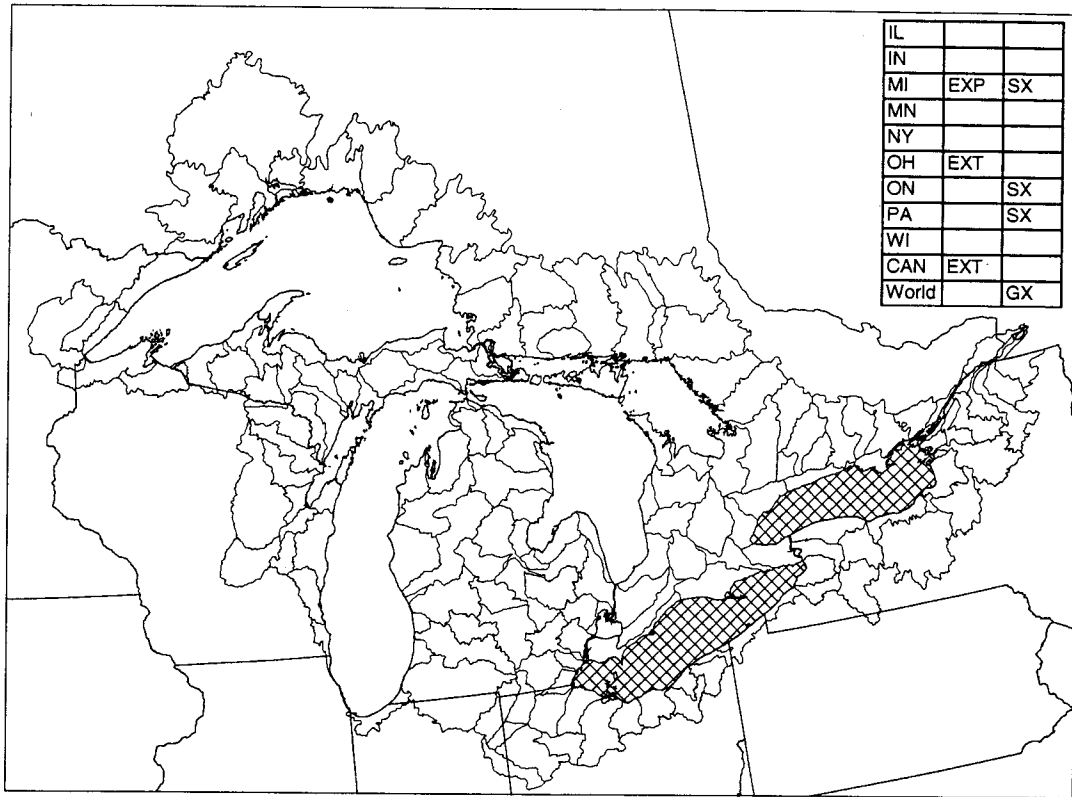 IL
IN
MI EXP SX
MN
NY
OH EXT
ON SX
PA SX
WI
CAN EXT
World GX